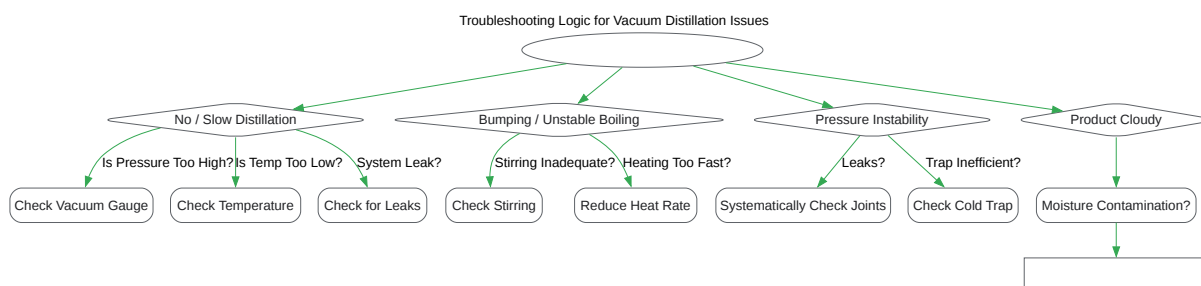 Troubleshooting Logic for Vacuum Distillation Issues
No / Slow Distillation
Bumping / Unstable Boiling
Pressure Instability
Product Cloudy
Is Pressure Too High?
Is Temp Too Low?
System Leak?
Stirring Inadequate?
Heating Too Fast?
Leaks?
Trap Inefficient?
Check Vacuum Gauge
Check Temperature
Check for Leaks
Check Stirring
Reduce Heat Rate
Systematically Check Joints
Check Cold Trap
Moisture Contamination?